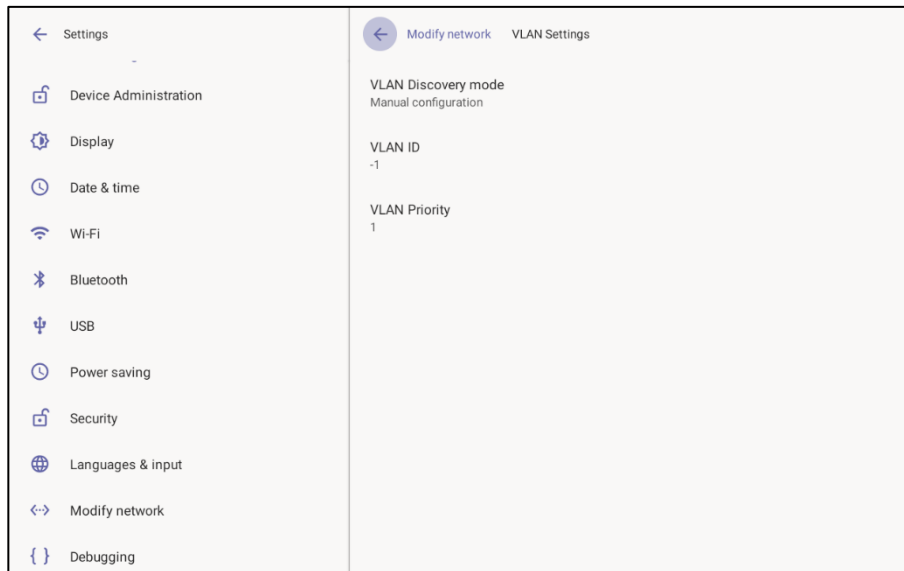 Settings
Device Administration
Display
Date & time
Wi-Fi
Bluetooth
USB
Power saving
Security
Languages & input
Modify network
Debugging
Modify network VLAN Settings
VLAN Discovery mode
Manual configuration
VLAN ID
-1
VLAN Priority
1